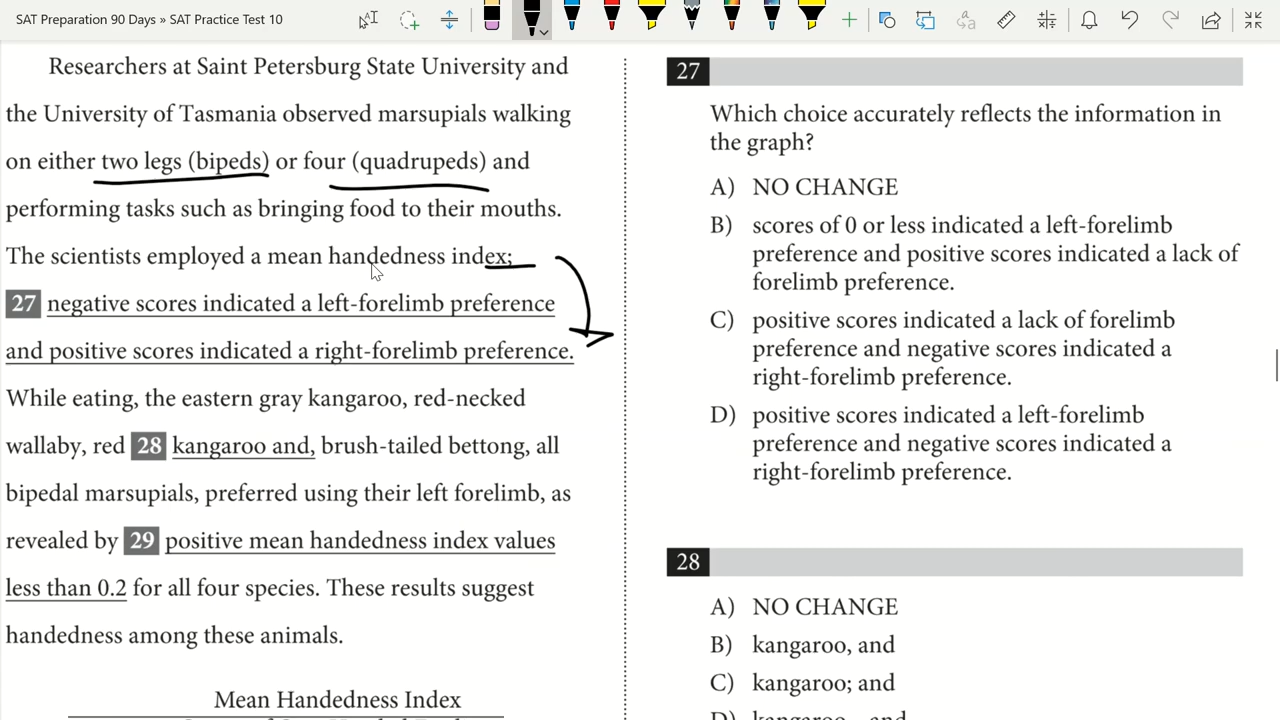 SAT Preparation 90 Days » SAT Practice Test 10
Researchers at Saint Petersburg State University and
the University of Tasmania observed marsupials walking
on either two legs (bipeds) or four (quadrupeds) and
performing tasks such as bringing food to their mouths.
The scientists employed a mean handedness index;
27 negative scores indicated a left-forelimb preference
and positive scores indicated a right-forelimb preference.
While eating, the eastern gray kangaroo, red-necked
wallaby, red 28 kangaroo and, brush-tailed bettong, all
bipedal marsupials, preferred using their left forelimb, as
revealed by 29 positive mean handedness index values
less than 0.2 for all four species. These results suggest
handedness among these animals.
Mean Handedness Index
27
Which choice accurately reflects the information in
the graph?
A) NO CHANGE
B) scores of 0 or less indicated a left-forelimb
preference and positive scores indicated a lack of
forelimb preference.
C) positive scores indicated a lack of forelimb
preference and negative scores indicated a
right-forelimb preference.
D) positive scores indicated a left-forelimb
preference and negative scores indicated a
right-forelimb preference.
28
A) NO CHANGE
B) kangaroo, and
C) kangaroo; and